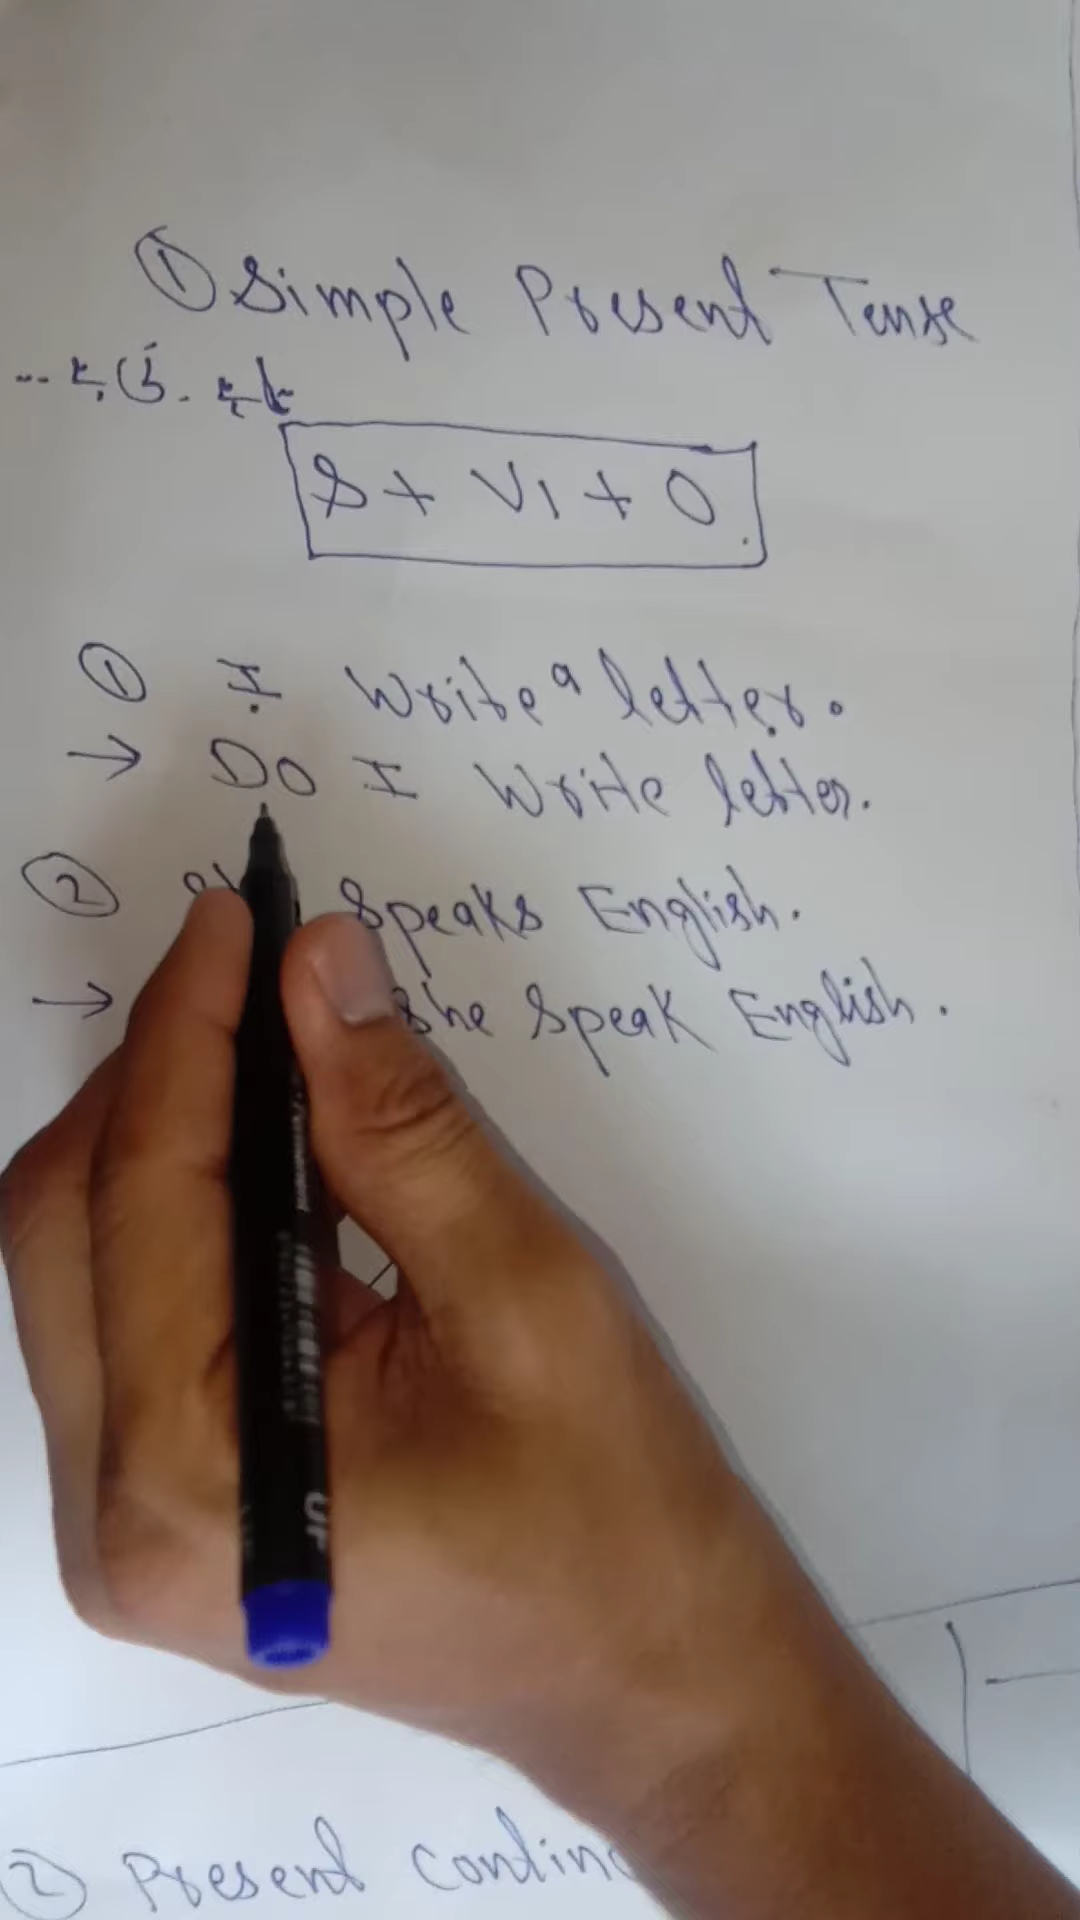 ① Simple Present Tense
S + V1 + O.
① I Write a letter.
→ Do I Write letter.
② Speaks English.
→ she Speak English.
② Present Contin